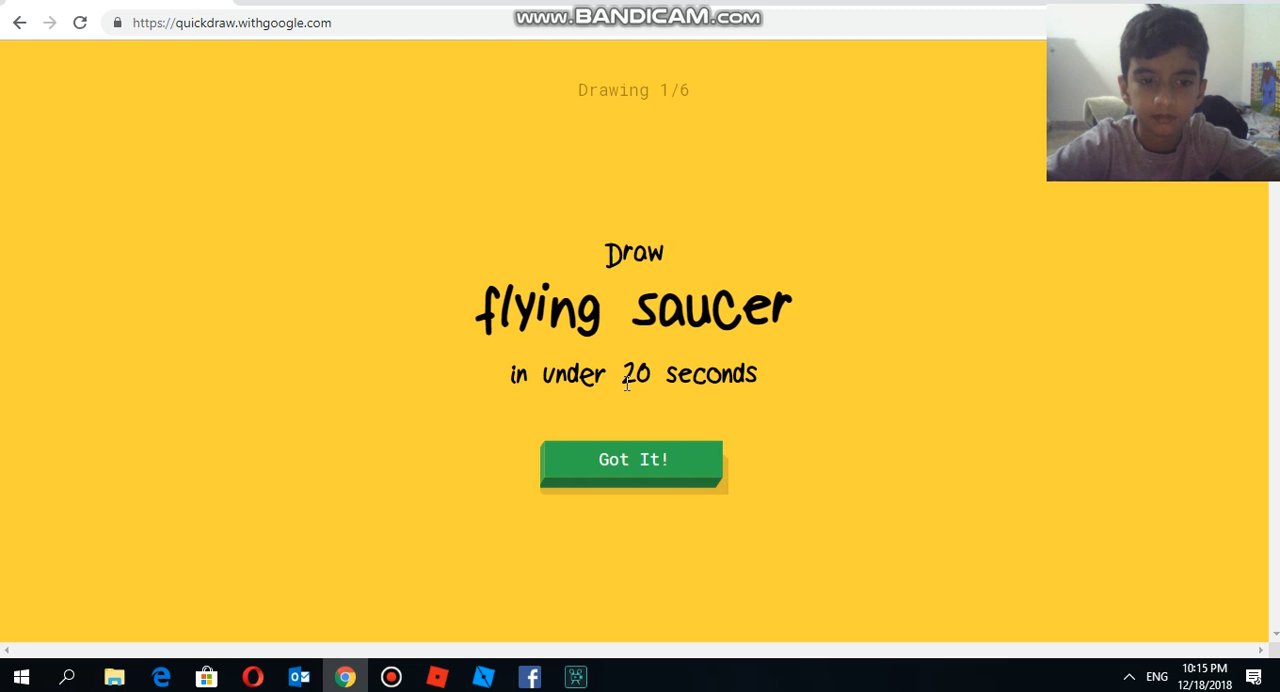 https://quickdraw.withgoogle.com
www.BANDICAM.com
Drawing 1/6
Draw
flying saucer
in under 20 seconds
Got It!
ENG
10:15 PM
12/18/2018